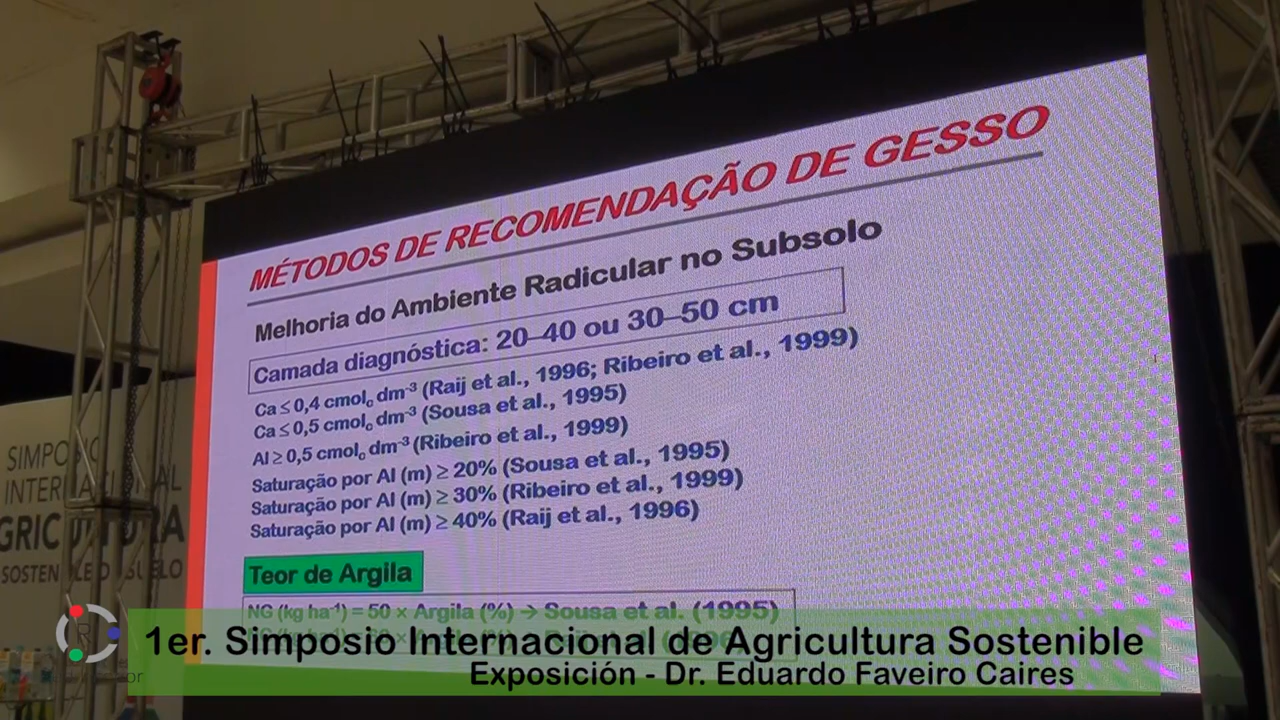 MÉTODOS DE RECOMENDAÇÃO DE GESSO
Melhoria do Ambiente Radicular no Subsolo
Camada diagnóstica: 20–40 ou 30–50 cm
Ca ≤ 0,4 cmolc dm-3 (Raij et al., 1996; Ribeiro et al., 1999)
Ca ≤ 0,5 cmolc dm-3 (Sousa et al., 1995)
Al ≥ 0,5 cmolc dm-3 (Ribeiro et al., 1999)
Saturação por Al (m) ≥ 20% (Sousa et al., 1995)
Saturação por Al (m) ≥ 30% (Ribeiro et al., 1999)
Saturação por Al (m) ≥ 40% (Raij et al., 1996)
Teor de Argila
NG (kg ha-1) = 50 × Argila (%) → Sousa et al. (1995)
SIMPOSIO
INTERNACIONAL
AGRICULTURA
SOSTENIBLE SUELO
1er. Simposio Internacional de Agricultura Sostenible
Exposición - Dr. Eduardo Faveiro Caires